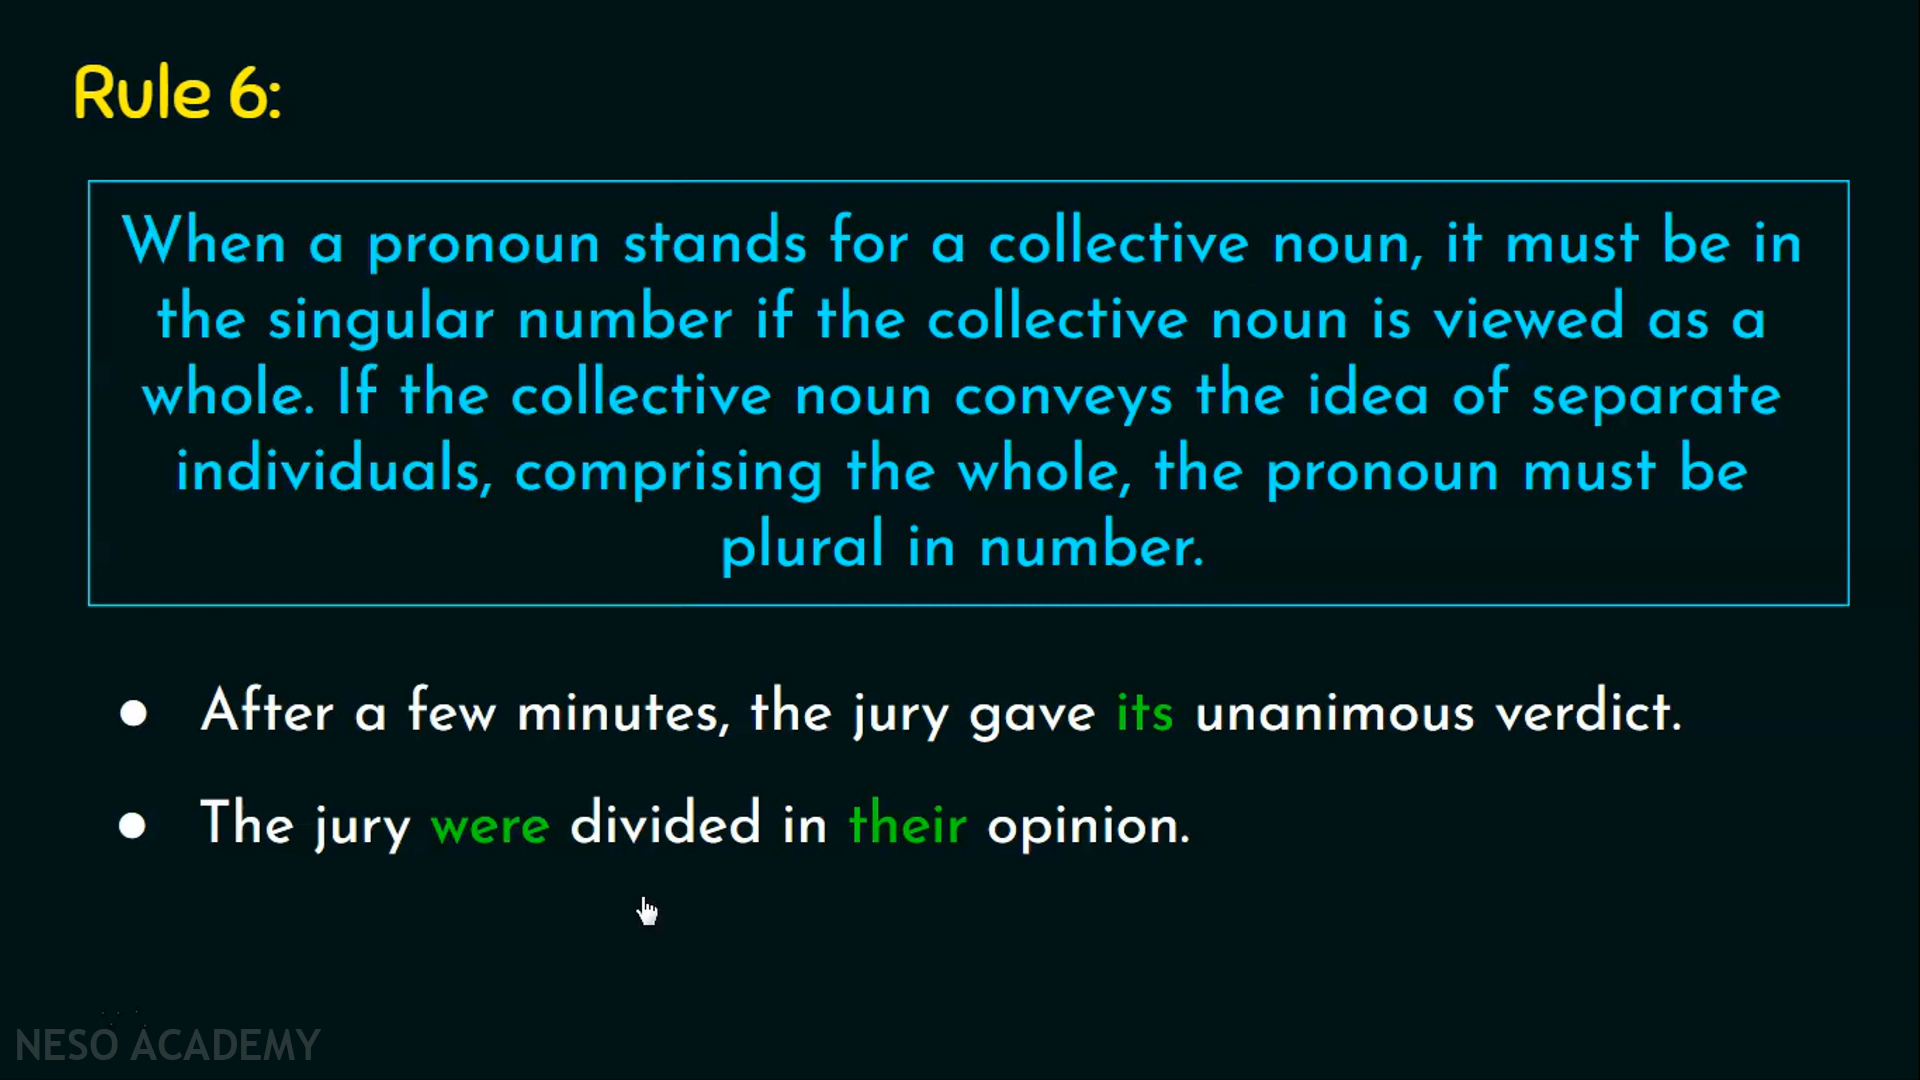 Rule 6:
When a pronoun stands for a collective noun, it must be in
the singular number if the collective noun is viewed as a
whole. If the collective noun conveys the idea of separate
individuals, comprising the whole, the pronoun must be
plural in number.
● After a few minutes, the jury gave its unanimous verdict.
● The jury were divided in their opinion.
NESO ACADEMY